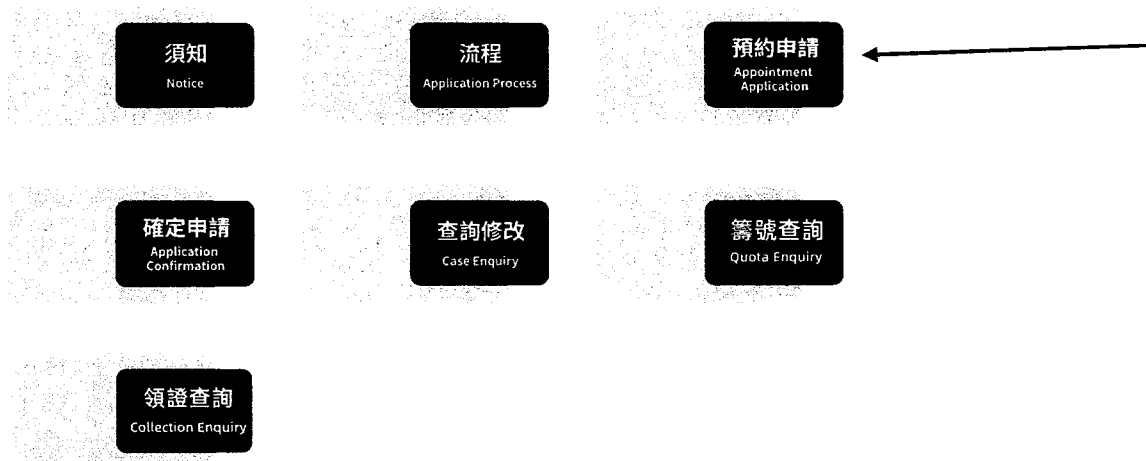 須知
Notice
流程
Application Process
預約申請
Appointment
Application
確定申請
Application
Confirmation
查詢修改
Case Enquiry
籌號查詢
Quota Enquiry
領證查詢
Collection Enquiry